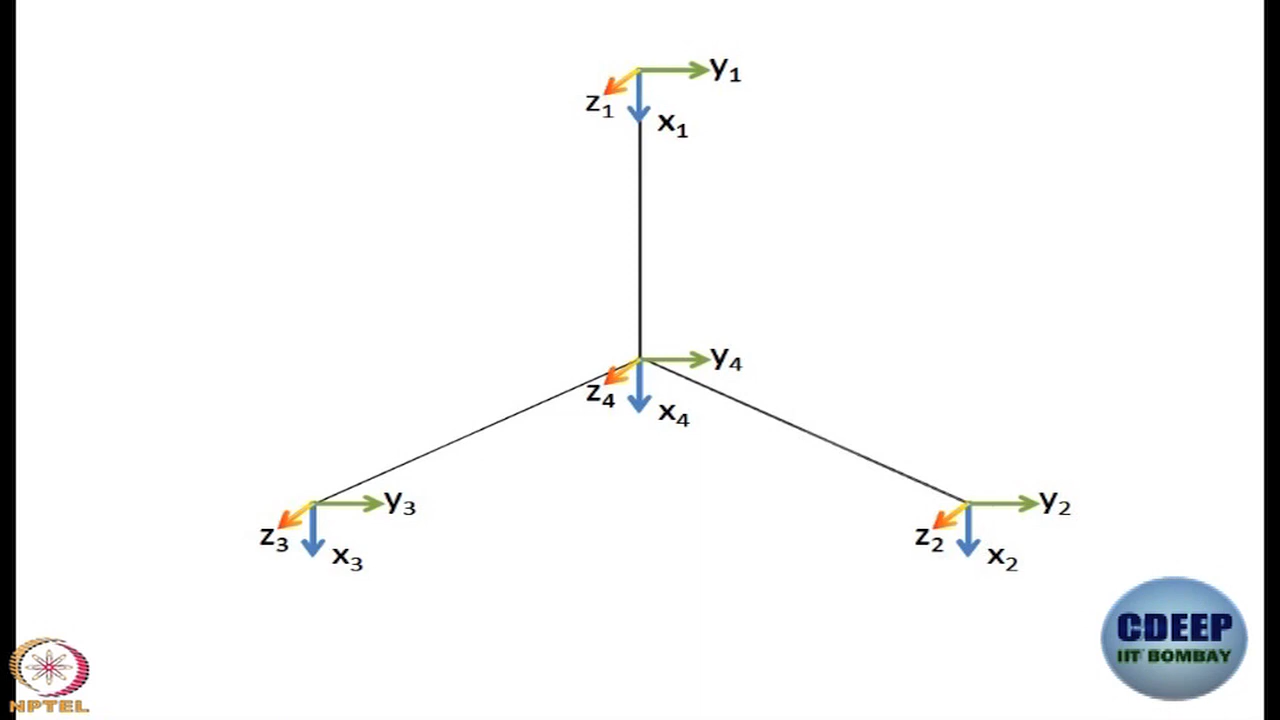 y₁
z₁
x₁
y₄
z₄
x₄
y₃
z₃
x₃
y₂
z₂
x₂
CDEEP
IIT BOMBAY
NPTEL